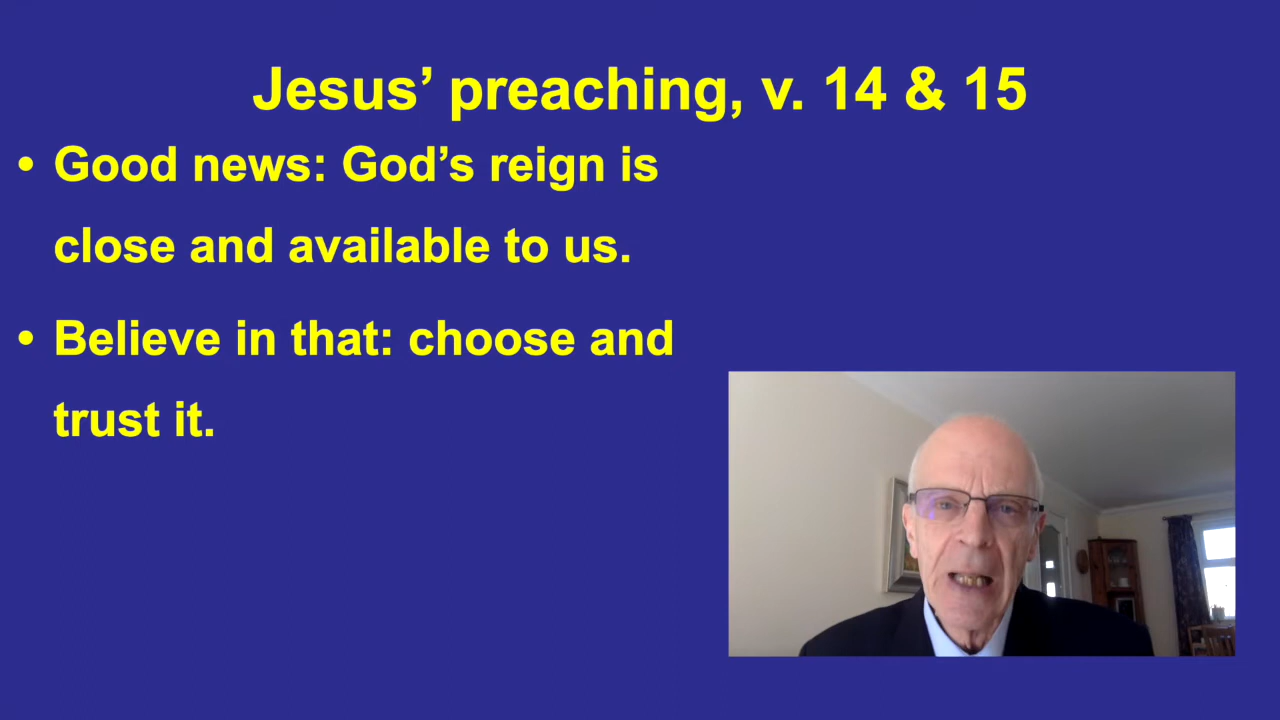 Jesus’ preaching, v. 14 & 15
• Good news: God’s reign is
close and available to us.
• Believe in that: choose and
trust it.